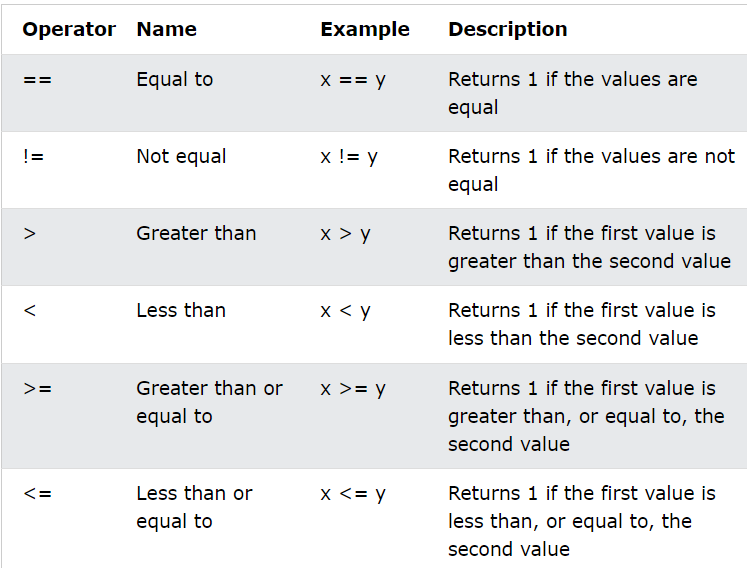 Operator Name Example Description
== Equal to x == y Returns 1 if the values are
equal
!= Not equal x != y Returns 1 if the values are not
equal
> Greater than x > y Returns 1 if the first value is
greater than the second value
< Less than x < y Returns 1 if the first value is
less than the second value
>= Greater than or x >= y Returns 1 if the first value is
equal to greater than, or equal to, the
second value
<= Less than or x <= y Returns 1 if the first value is
equal to less than, or equal to, the
second value